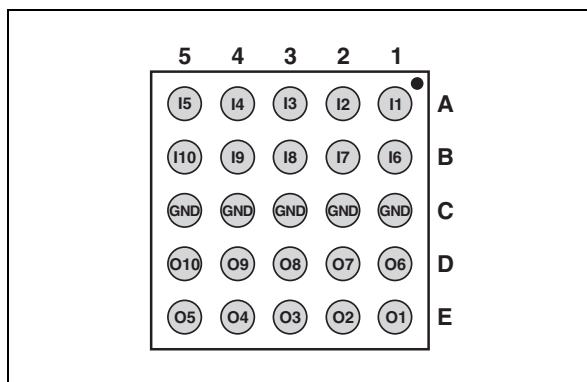 5 4 3 2 1
I5 I4 I3 I2 I1 A
I10 I9 I8 I7 I6 B
GND GND GND GND GND C
O10 O9 O8 O7 O6 D
O5 O4 O3 O2 O1 E